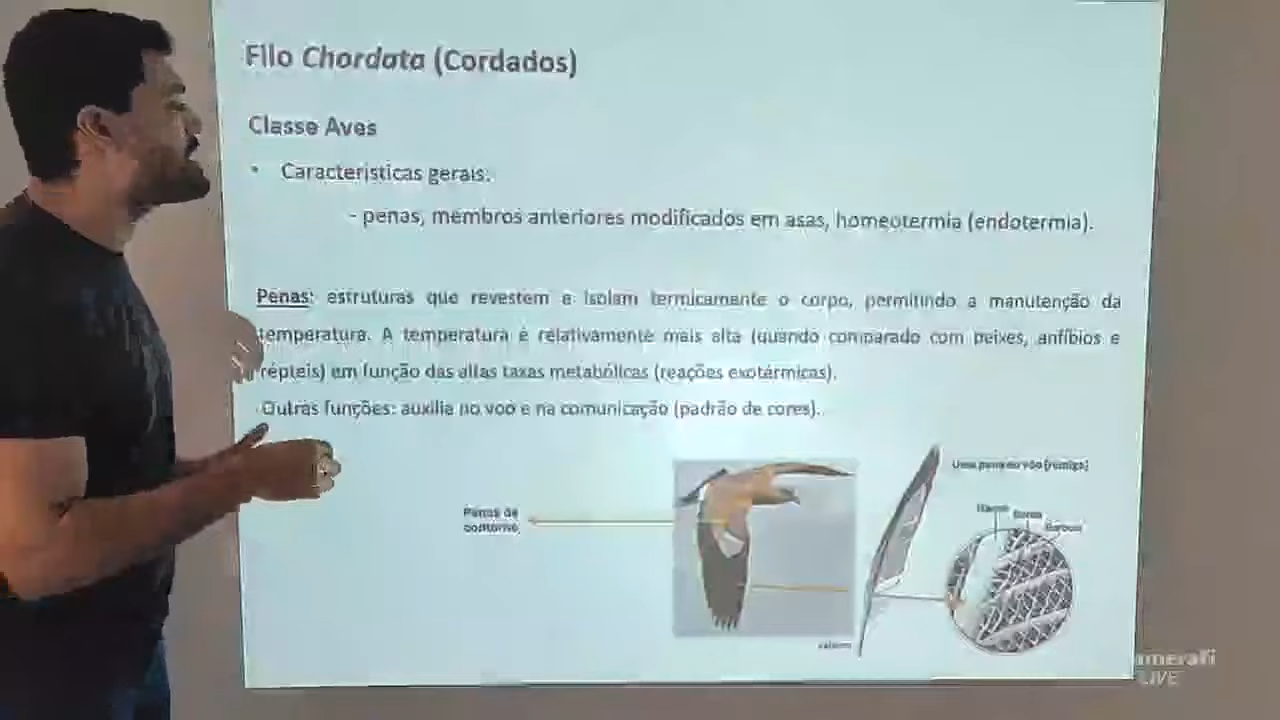 Filo Chordata (Cordados)
Classe Aves
• Características gerais:
- penas, membros anteriores modificados em asas, homeotermia (endotermia).
Penas: estruturas que revestem e isolam termicamente o corpo, permitindo a manutenção da
temperatura. A temperatura é relativamente mais alta (quando comparado com peixes, anfíbios e
répteis) em função das altas taxas metabólicas (reações exotérmicas).
Outras funções: auxilia no voo e na comunicação (padrão de cores).
Uma pena do vôo (rêmige)
Penas de
contorno
LIVE